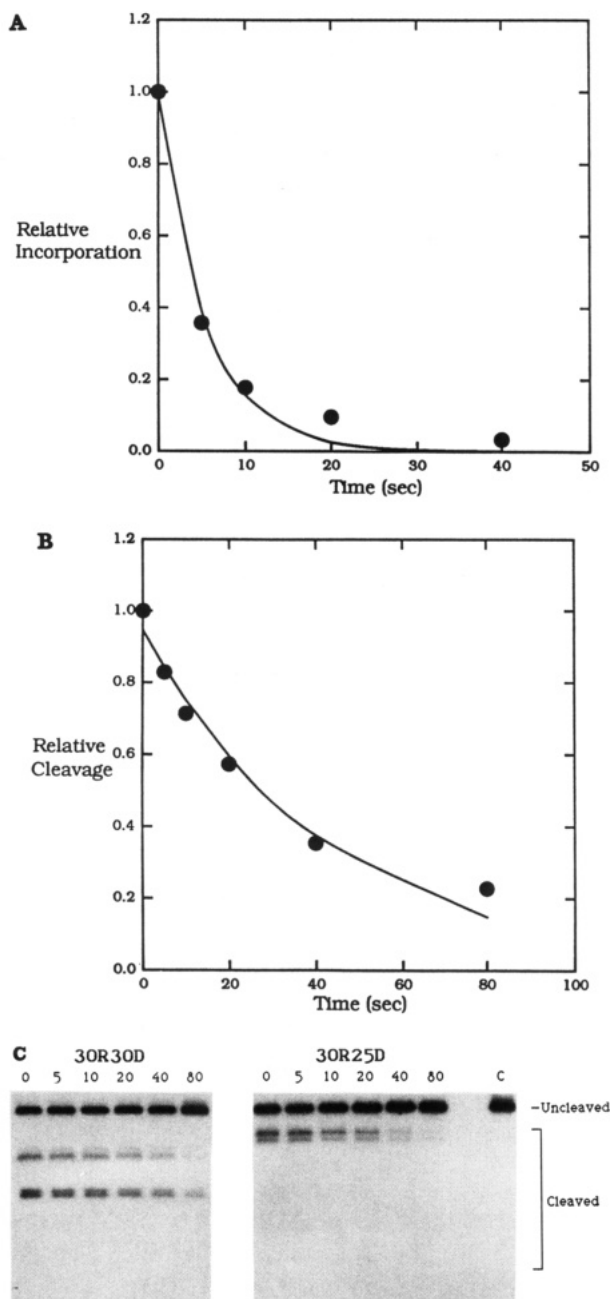 A
1.2
1.0
0.8
Relative
Incorporation
0.6
0.4
0.2
0.0
0 10 20 30 40 50
Time (sec)
B
1.2
1.0
0.8
Relative
Cleavage
0.6
0.4
0.2
0.0
0 20 40 60 80 100
Time (sec)
C 30R30D 30R25D
0 5 10 20 40 80 0 5 10 20 40 80 C
-Uncleaved
Cleaved